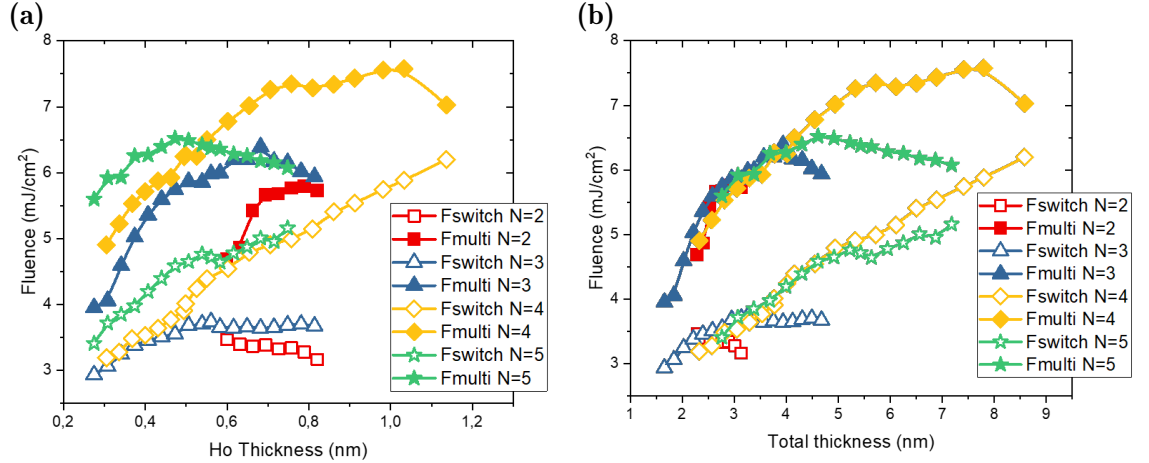 (a)
8
7
6
5
4
3
Fluence (mJ/cm²)
0,2
0,4
0,6
0,8
1,0
1,2
Ho Thickness (nm)
Fswitch N=2
Fmulti N=2
Fswitch N=3
Fmulti N=3
Fswitch N=4
Fmulti N=4
Fswitch N=5
Fmulti N=5
(b)
8
7
6
5
4
3
Fluence (mJ/cm²)
1
2
3
4
5
6
7
8
9
Total thickness (nm)
Fswitch N=2
Fmulti N=2
Fswitch N=3
Fmulti N=3
Fswitch N=4
Fmulti N=4
Fswitch N=5
Fmulti N=5